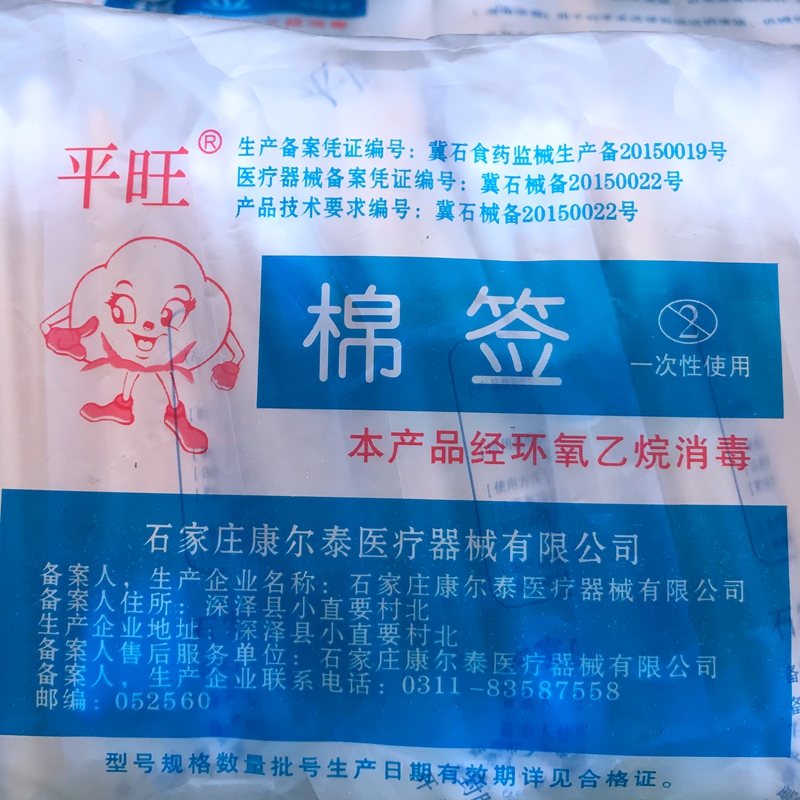 平旺®
生产备案凭证编号：冀石食药监械生产备20150019号
医疗器械备案凭证编号：冀石械备20150022号
产品技术要求编号：冀石械备20150022号
棉签
2
一次性使用
本产品经环氧乙烷消毒
石家庄康尔泰医疗器械有限公司
备案人，生产企业名称：石家庄康尔泰医疗器械有限公司
备案人住所：深泽县小直要村北
生产企业地址：深泽县小直要村北
备案人售后服务单位：石家庄康尔泰医疗器械有限公司
备案人，生产企业联系电话：0311-83587558
邮编：052560
型号规格数量批号生产日期有效期详见合格证。